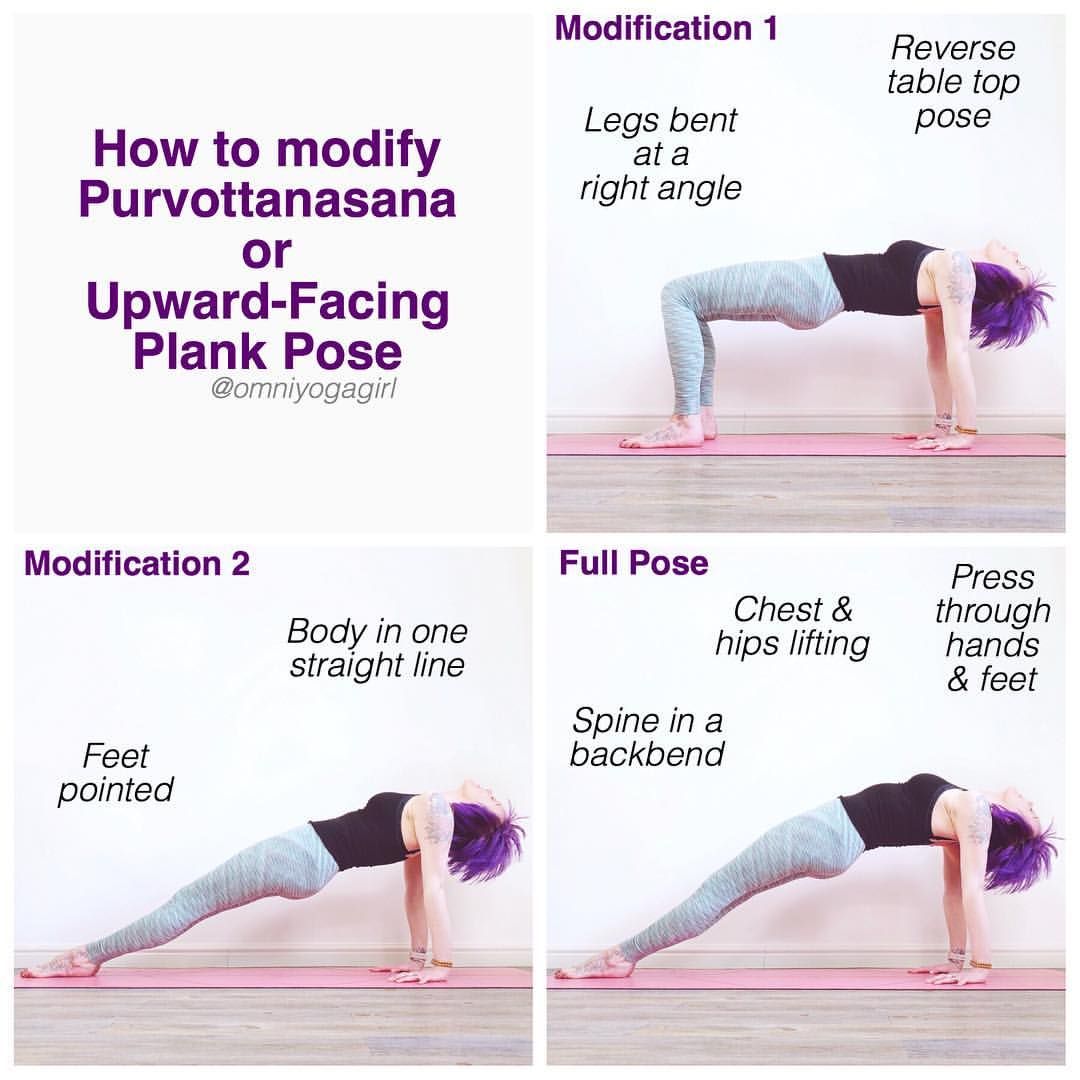 How to modify
Purvottanasana
or
Upward-Facing
Plank Pose
@omniyogagirl
Modification 1
Reverse
table top
pose
Legs bent
at a
right angle
Modification 2
Body in one
straight line
Feet
pointed
Full Pose
Press
through
hands
& feet
Chest &
hips lifting
Spine in a
backbend